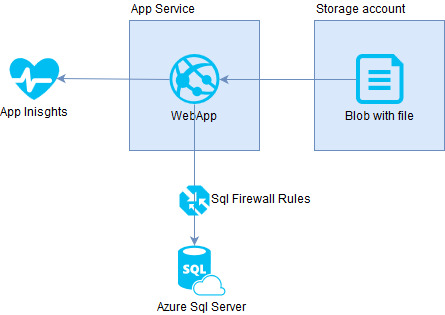 App Service
Storage account
App Inisghts
WebApp
Blob with file
Sql Firewall Rules
SQL
Azure Sql Server